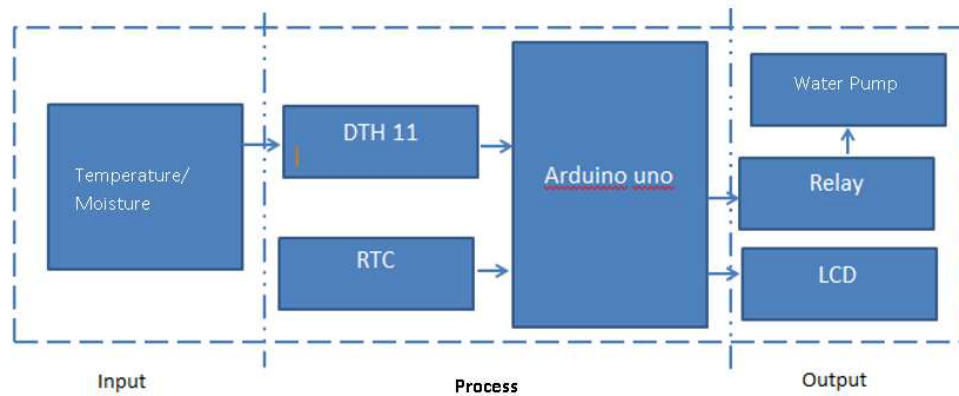 Temperature/
Moisture
DTH 11
RTC
Arduino uno
Water Pump
Relay
LCD
Input
Process
Output